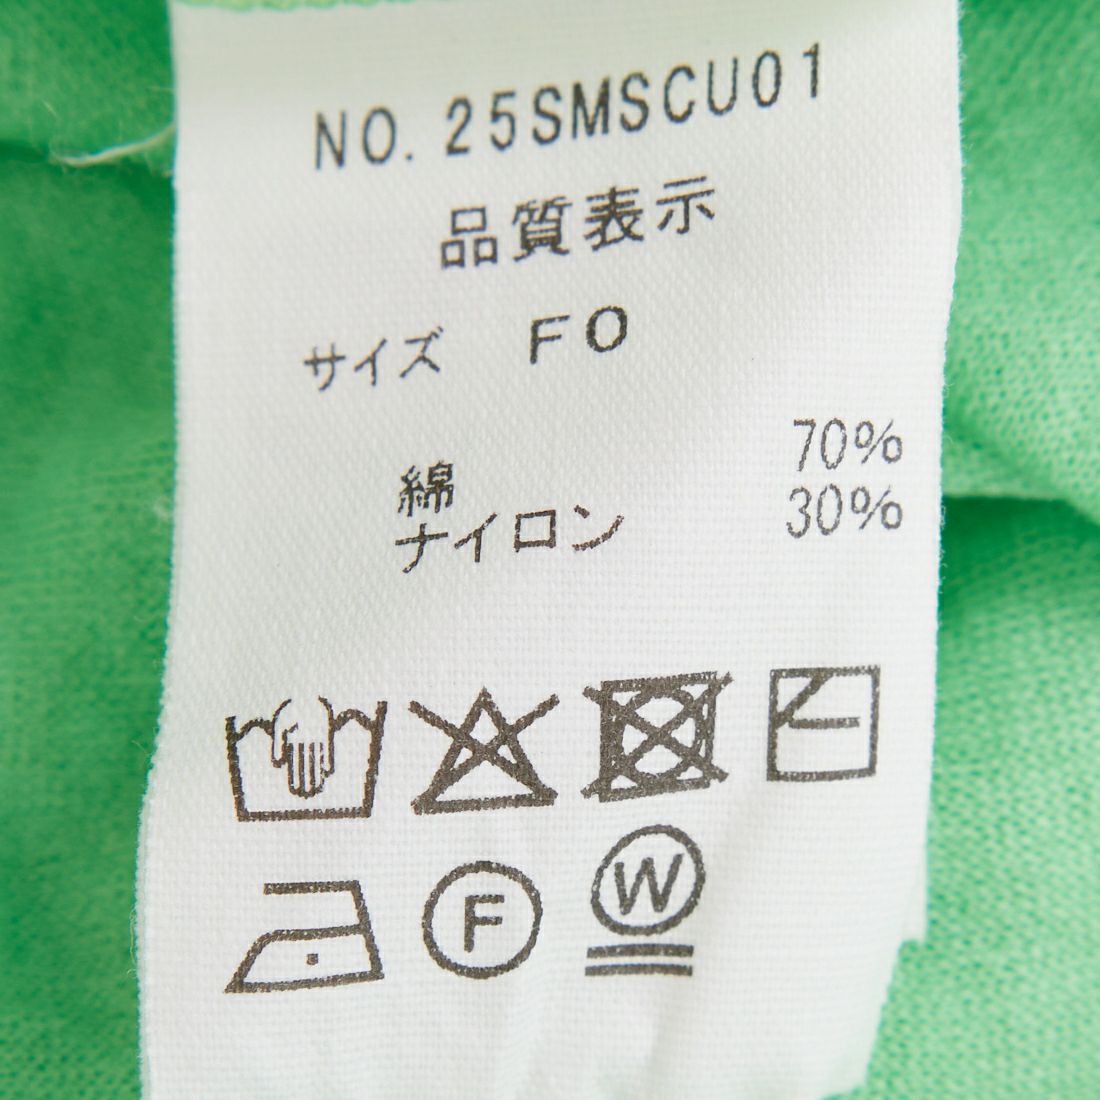 NO. 25SMSCU01
品質表示
サイズ FO
綿 70%
ナイロン 30%
F
W